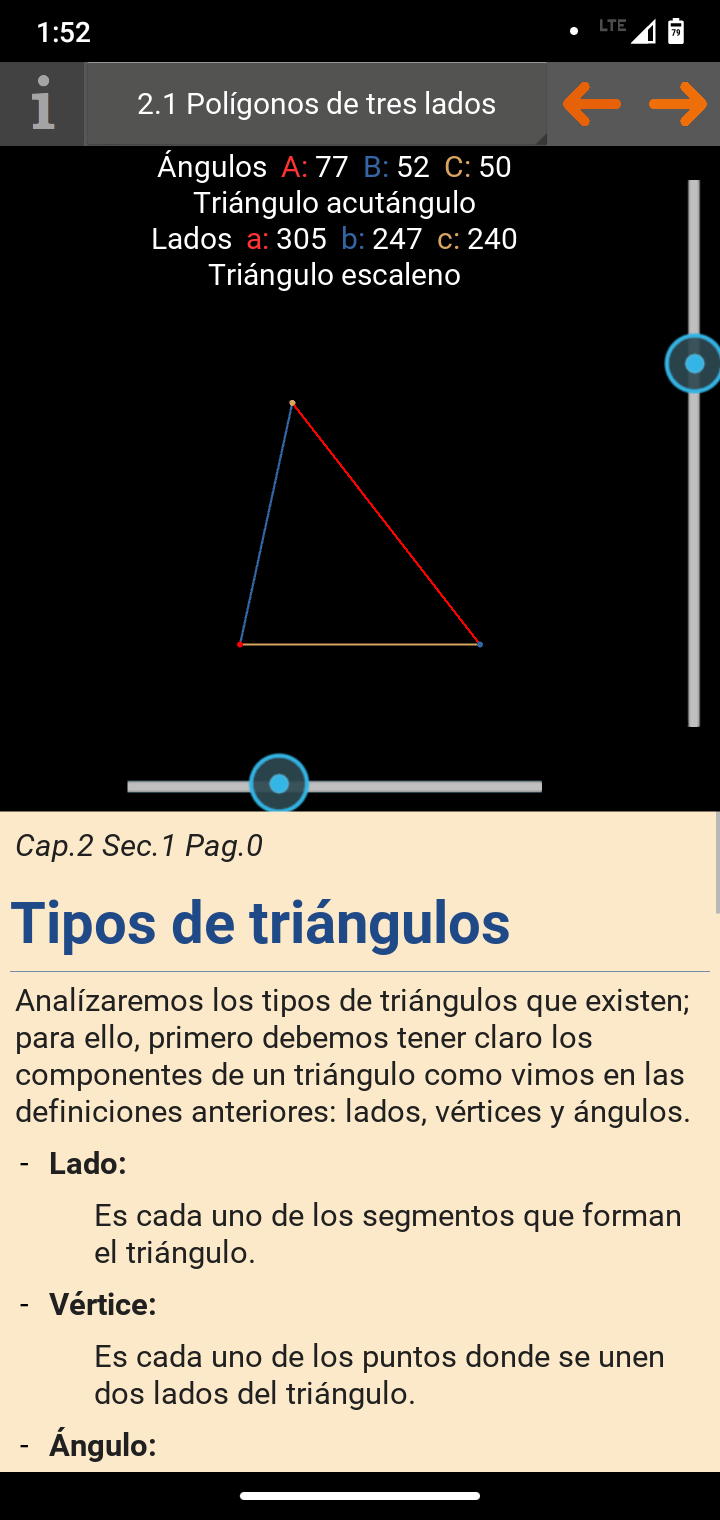 1:52
LTE
79
2.1 Polígonos de tres lados
Ángulos A: 77 B: 52 C: 50
Triángulo acutángulo
Lados a: 305 b: 247 c: 240
Triángulo escaleno
Cap.2 Sec.1 Pag.0
Tipos de triángulos
Analízaremos los tipos de triángulos que existen;
para ello, primero debemos tener claro los
componentes de un triángulo como vimos en las
definiciones anteriores: lados, vértices y ángulos.
- Lado:
Es cada uno de los segmentos que forman
el triángulo.
- Vértice:
Es cada uno de los puntos donde se unen
dos lados del triángulo.
- Ángulo: